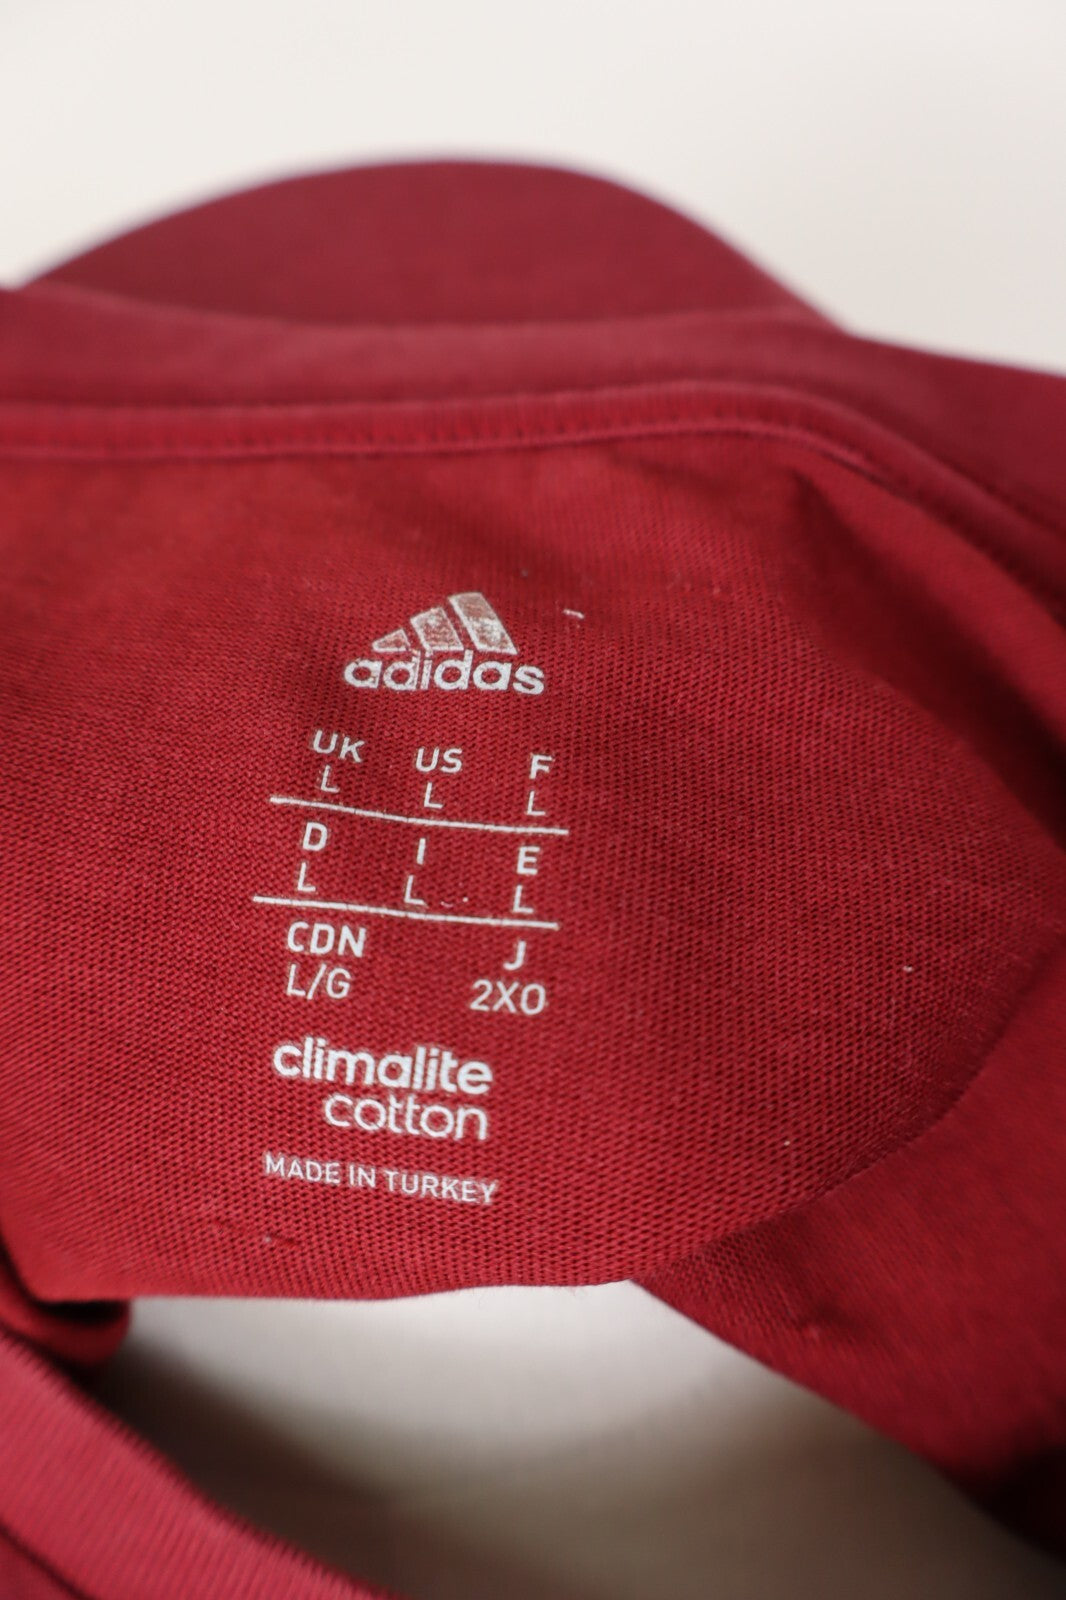 adidas
UK US F
L L L
D I E
L L L
CDN J
L/G 2XO
climalite
cotton
MADE IN TURKEY